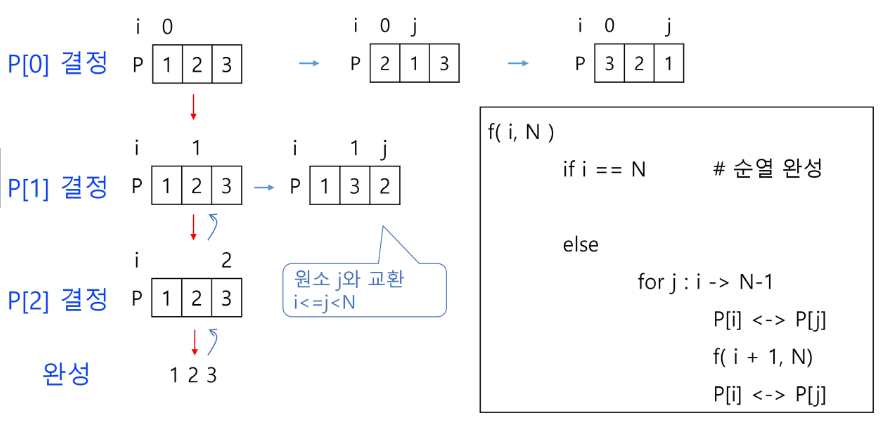 i 0
P[0] 결정 P 1 2 3
i 0 j
P 2 1 3
i 0 j
P 3 2 1
i 1
P[1] 결정 P 1 2 3
i 1 j
P 1 3 2
i 2
P[2] 결정 P 1 2 3
원소 j와 교환
i<=j<N
완성 1 2 3
f( i, N )
if i == N # 순열 완성
else
for j : i -> N-1
P[i] <-> P[j]
f( i + 1, N)
P[i] <-> P[j]